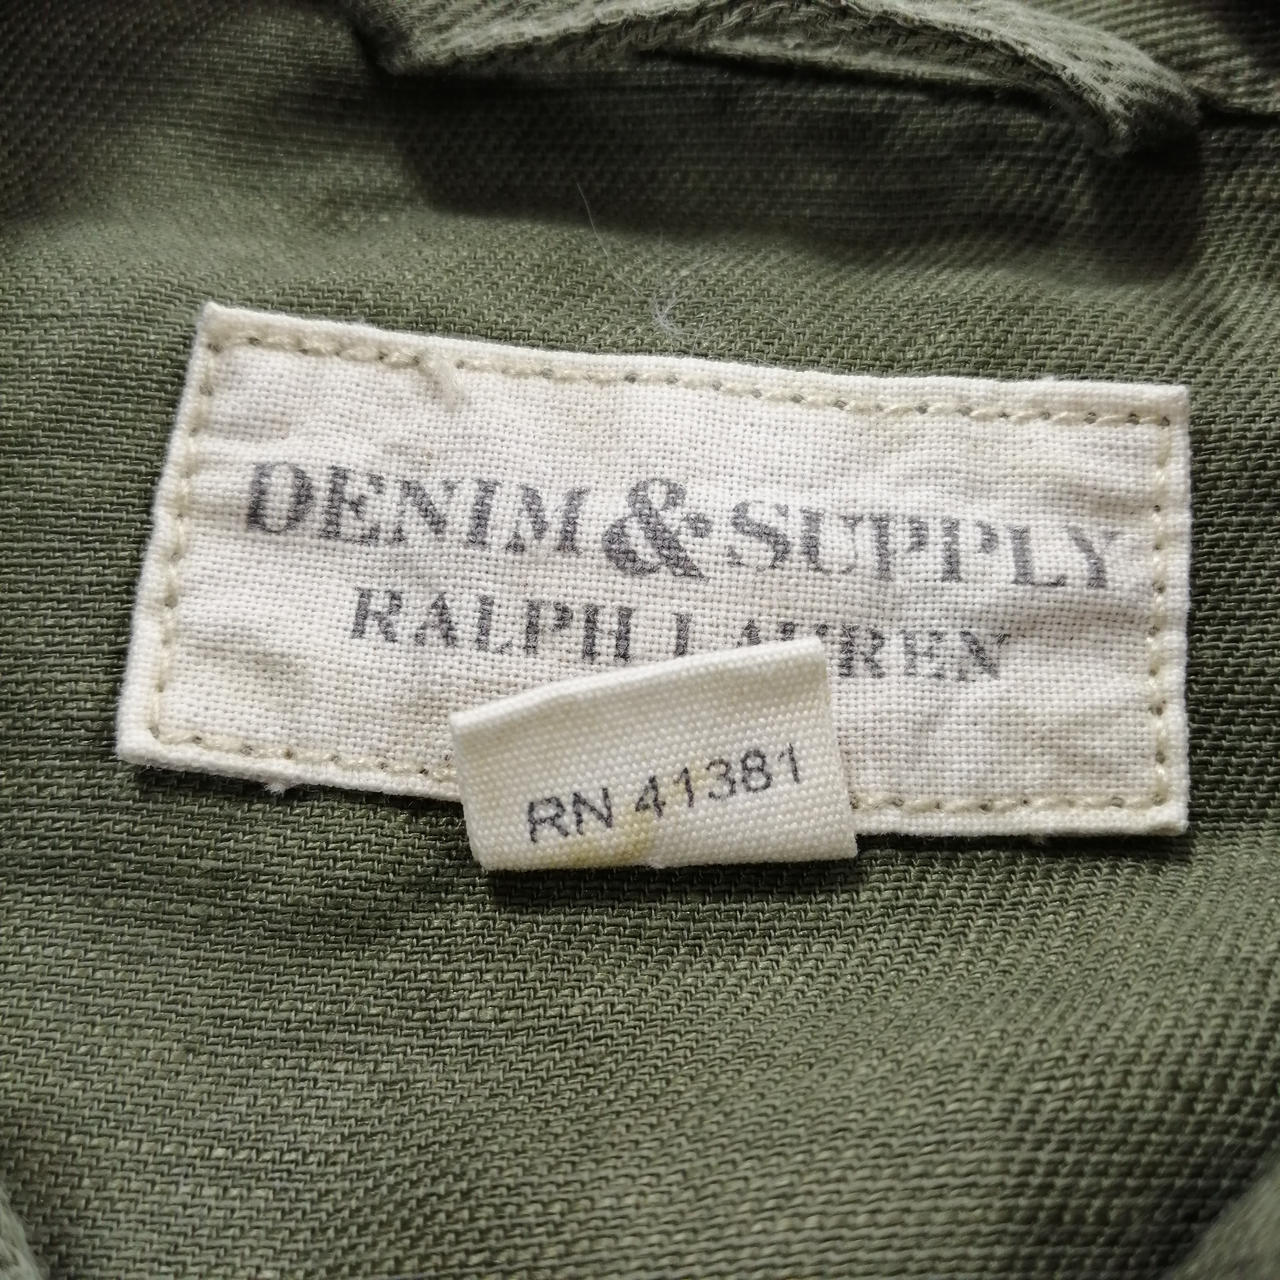 DENIM & SUPPLY
RALPH LAUREN
RN 41381